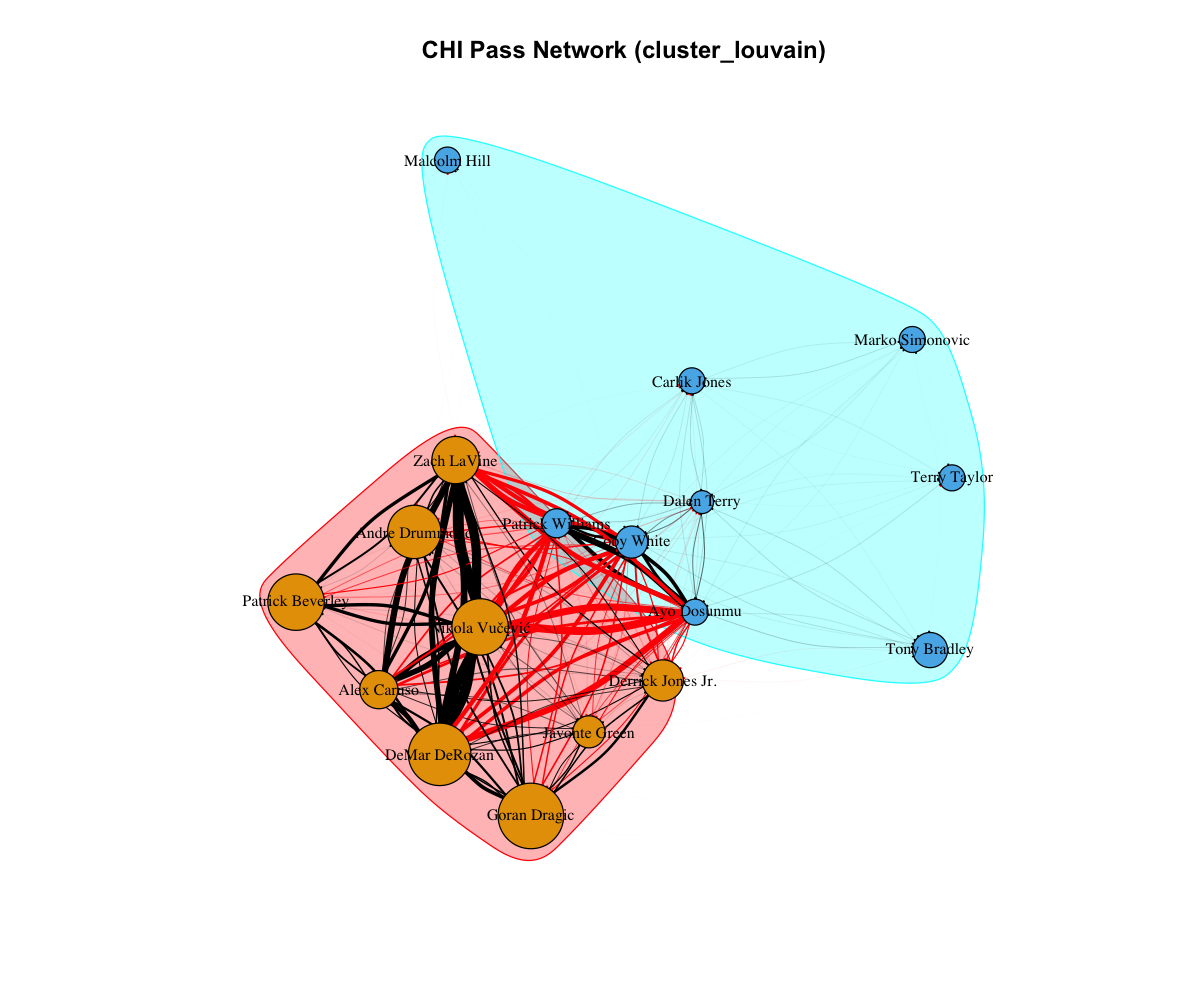 CHI Pass Network (cluster_louvain)
Malcolm Hill
Marko Simonovic
Carlik Jones
Zach LaVine
Terry Taylor
Dalen Terry
Patrick Williams
Andre Drummond
Coby White
Patrick Beverley
Ayo Dosunmu
Nikola Vučević
Tony Bradley
Derrick Jones Jr.
Alex Caruso
Javonte Green
DeMar DeRozan
Goran Dragic